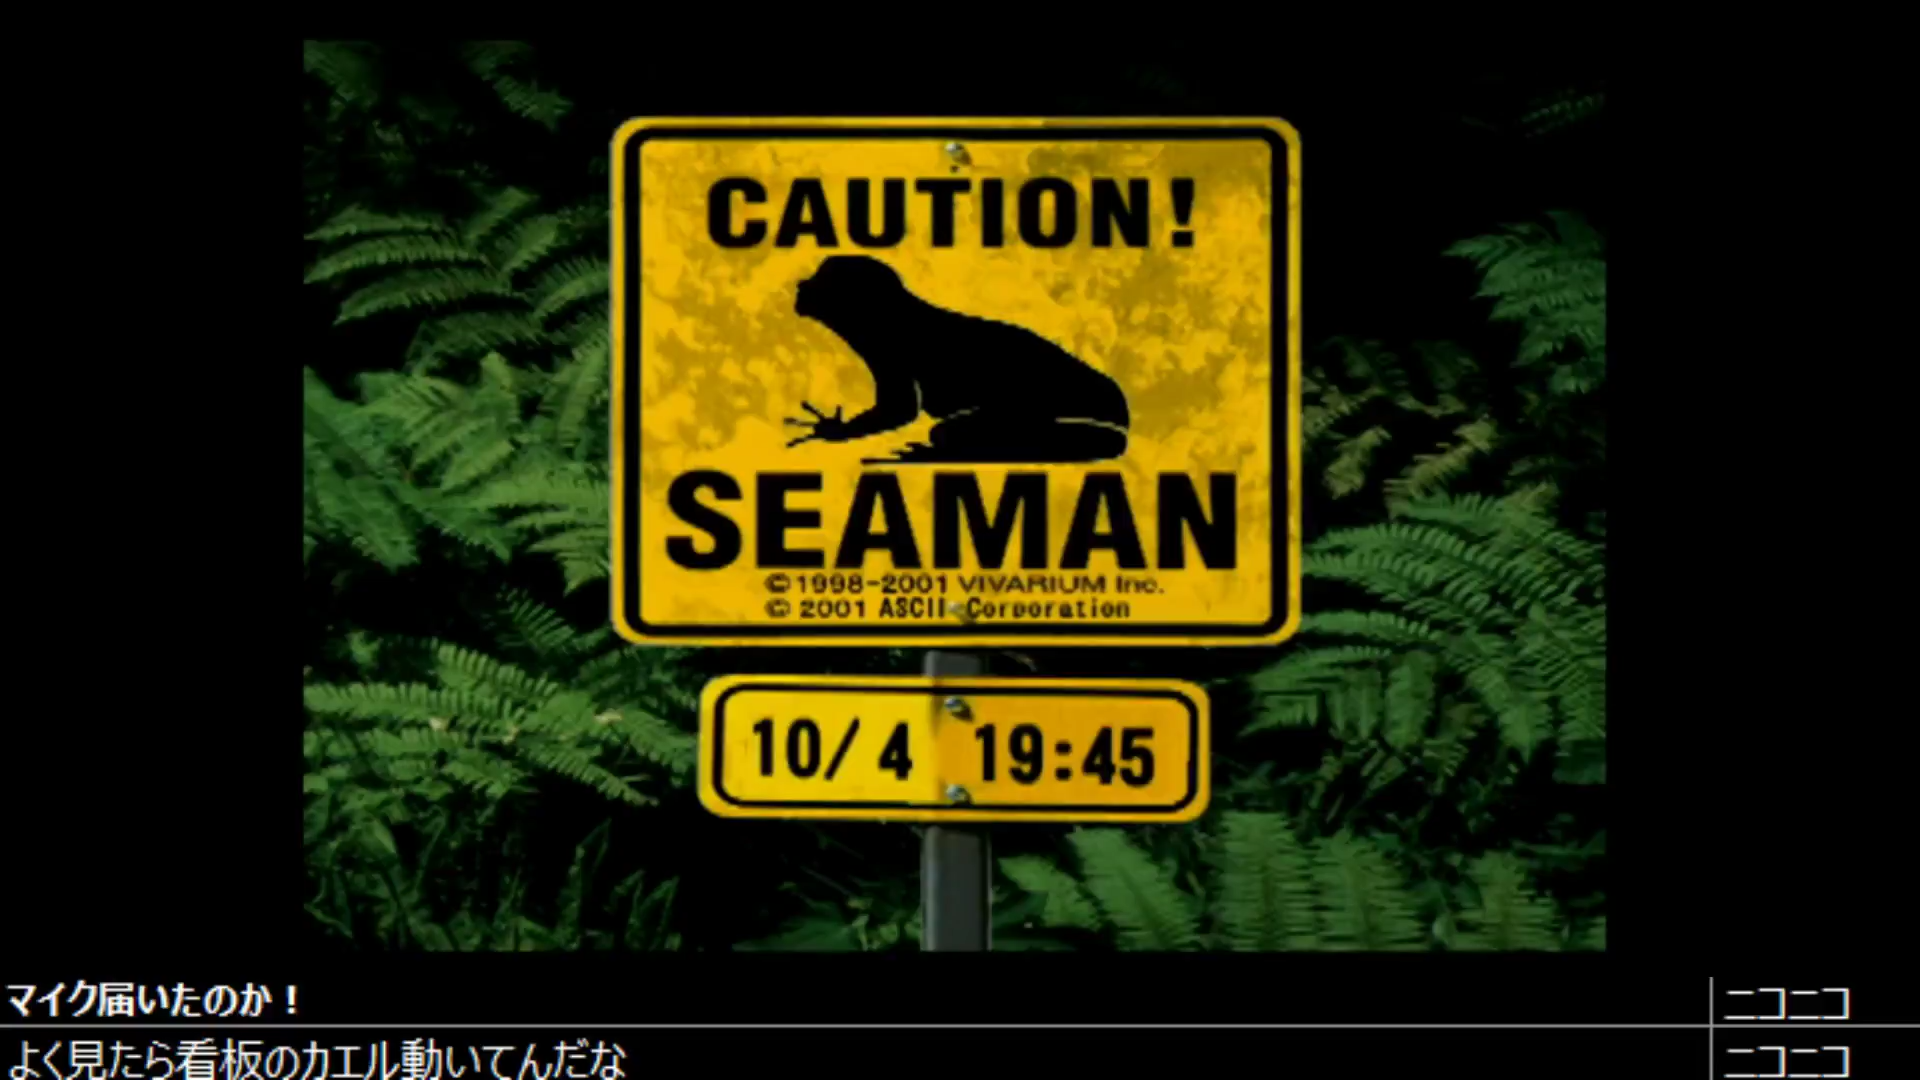 CAUTION!
SEAMAN
©1998-2001 VIVARIUM Inc.
© 2001 ASCII Corporation
10/ 4 19:45
マイク届いたのか！ ニコニコ
よく見たら看板のカエル動いてんだな ニコニコ